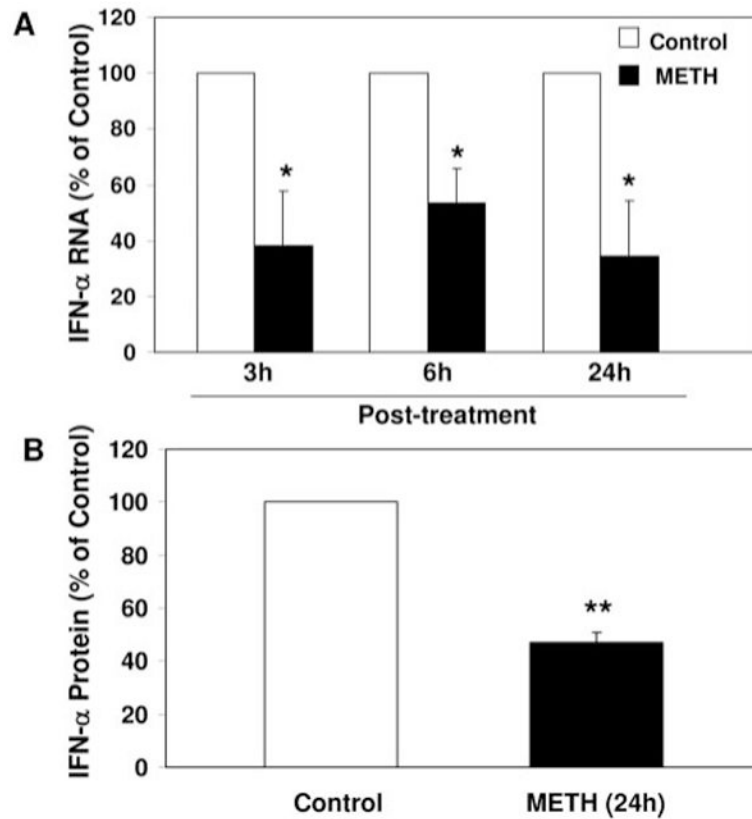 A
IFN-α RNA (% of Control)
120
100
80
60
40
20
0
Control
METH
*
*
*
3h 6h 24h
Post-treatment
B
IFN-α Protein (% of Control)
120
100
80
60
40
20
0
**
Control METH (24h)